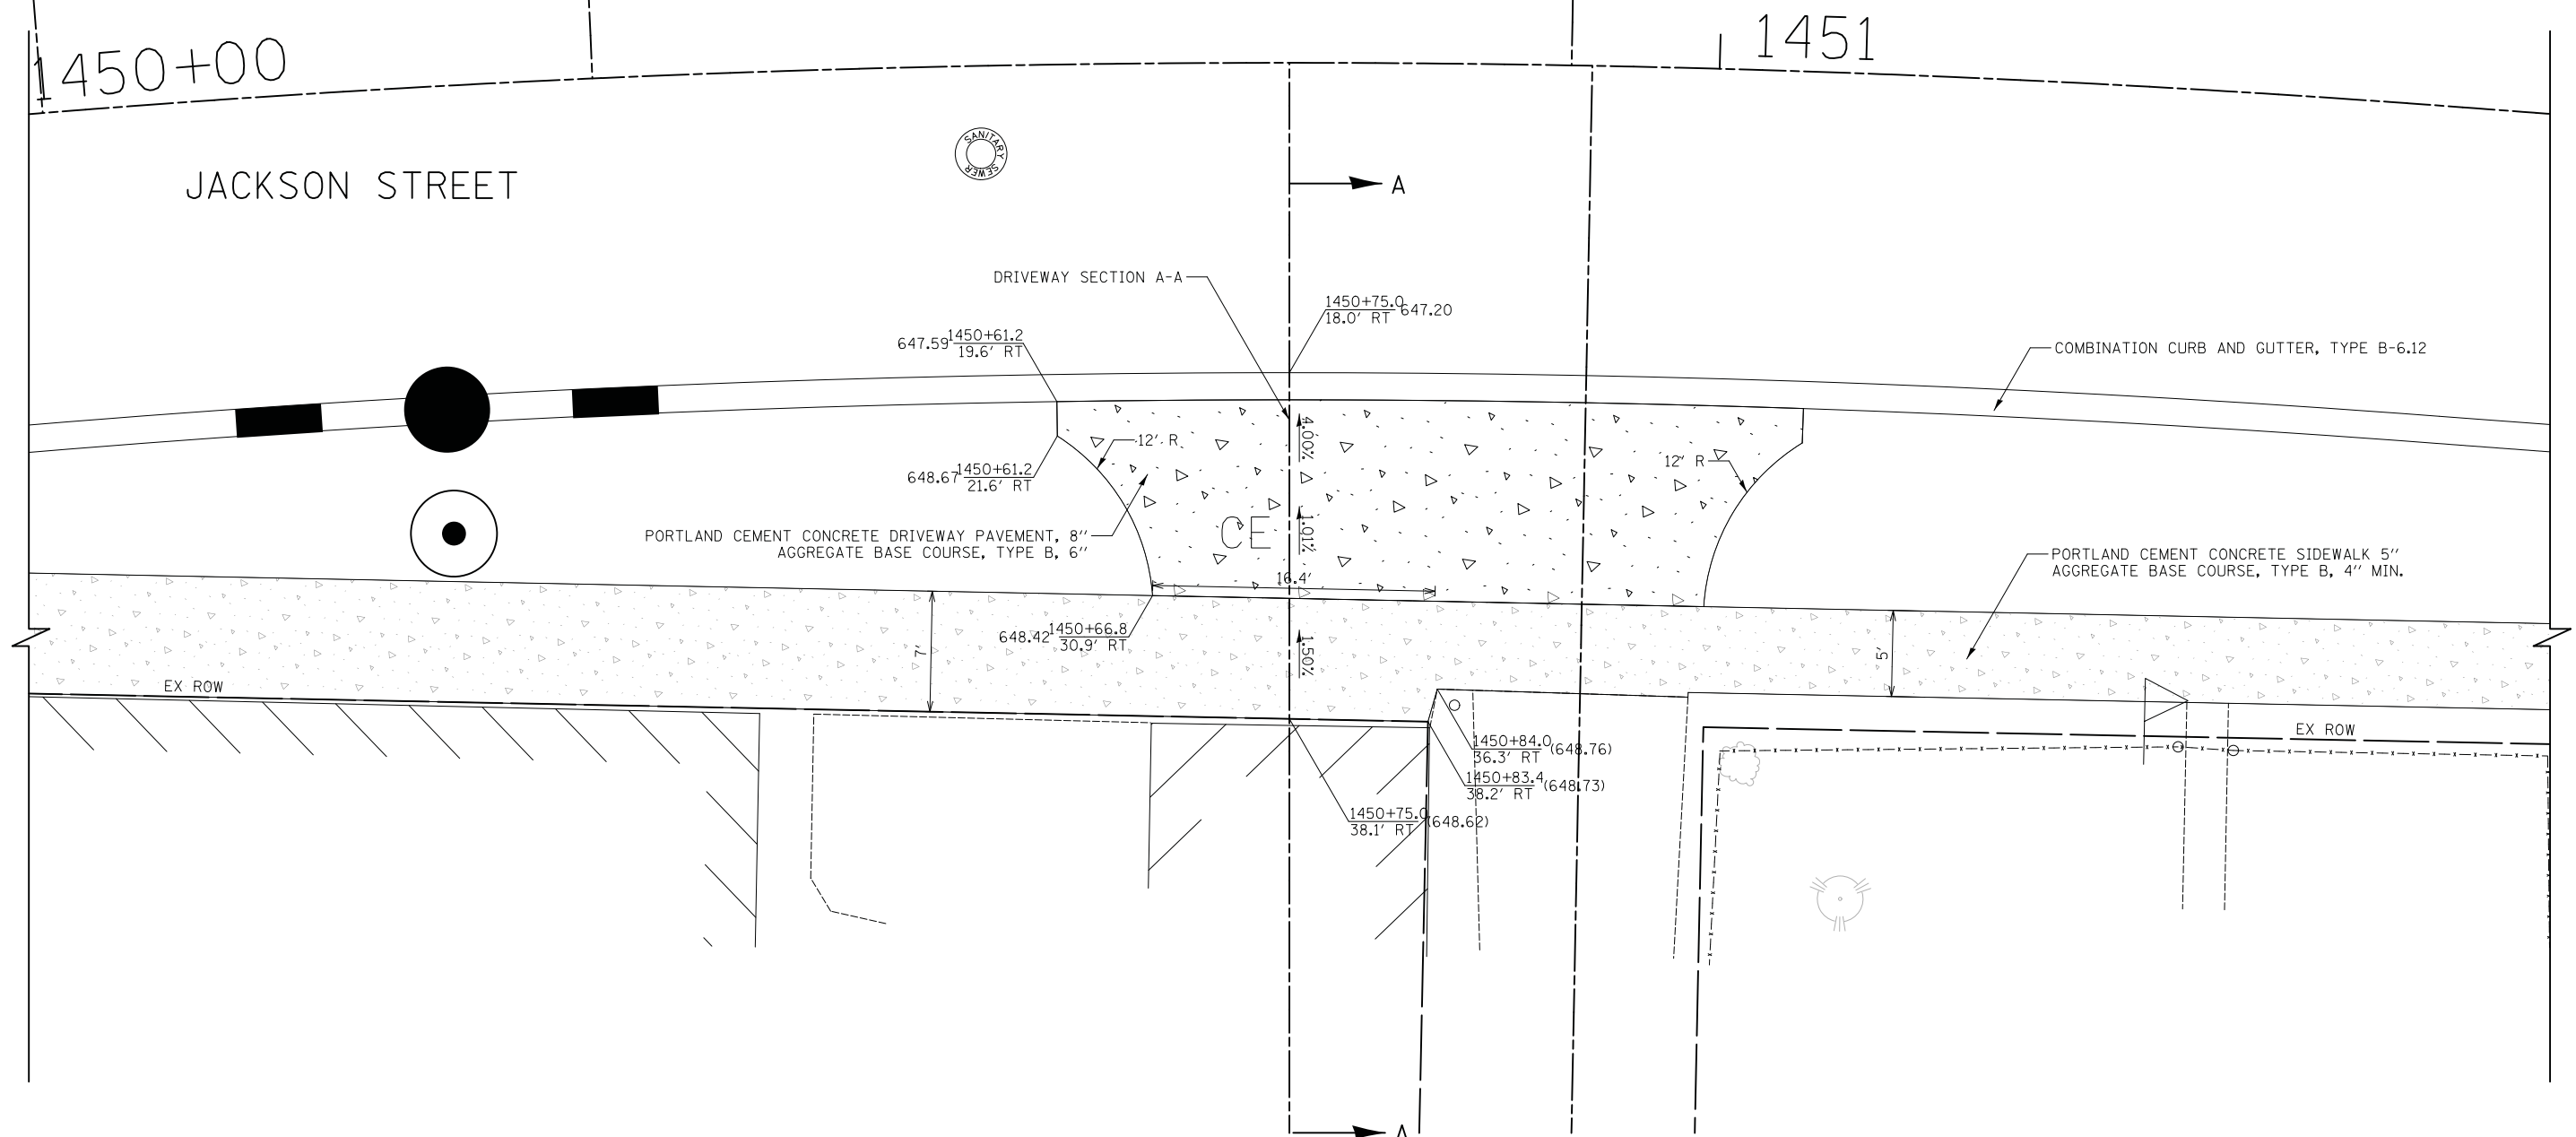 1450+00
1451
SANITARY SEWER
JACKSON STREET
A
DRIVEWAY SECTION A-A
1450+75.0
18.0' RT
647.20
647.59
1450+61.2
19.6' RT
COMBINATION CURB AND GUTTER, TYPE B-6.12
4.00%
12' R
12' R
648.67
1450+61.2
21.6' RT
CE
1.01%
PORTLAND CEMENT CONCRETE DRIVEWAY PAVEMENT, 8"
AGGREGATE BASE COURSE, TYPE B, 6"
PORTLAND CEMENT CONCRETE SIDEWALK 5"
AGGREGATE BASE COURSE, TYPE B, 4" MIN.
16.4'
648.42
1450+66.8
30.9' RT
7'
1.50%
5'
EX ROW
EX ROW
1450+84.0
36.3' RT
(648.76)
1450+83.4
38.2' RT
(648.73)
1450+75.0
38.1' RT
(648.62)
A